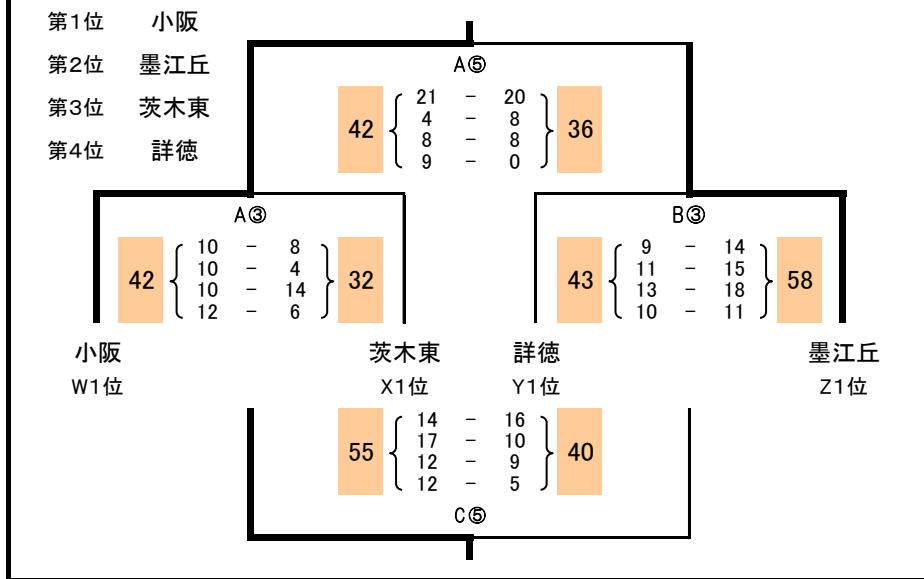 第1位 小阪
第2位 墨江丘
第3位 茨木東
第4位 詳徳
A⑤
42 { 21 - 20 } 36
4 - 8
8 - 8
9 - 0
A③
42 { 10 - 8 } 32
10 - 4
10 - 14
12 - 6
B③
43 { 9 - 14 } 58
11 - 15
13 - 18
10 - 11
小阪 茨木東 詳徳 墨江丘
W1位 X1位 Y1位 Z1位
55 { 14 - 16 } 40
17 - 10
12 - 9
12 - 5
C⑤